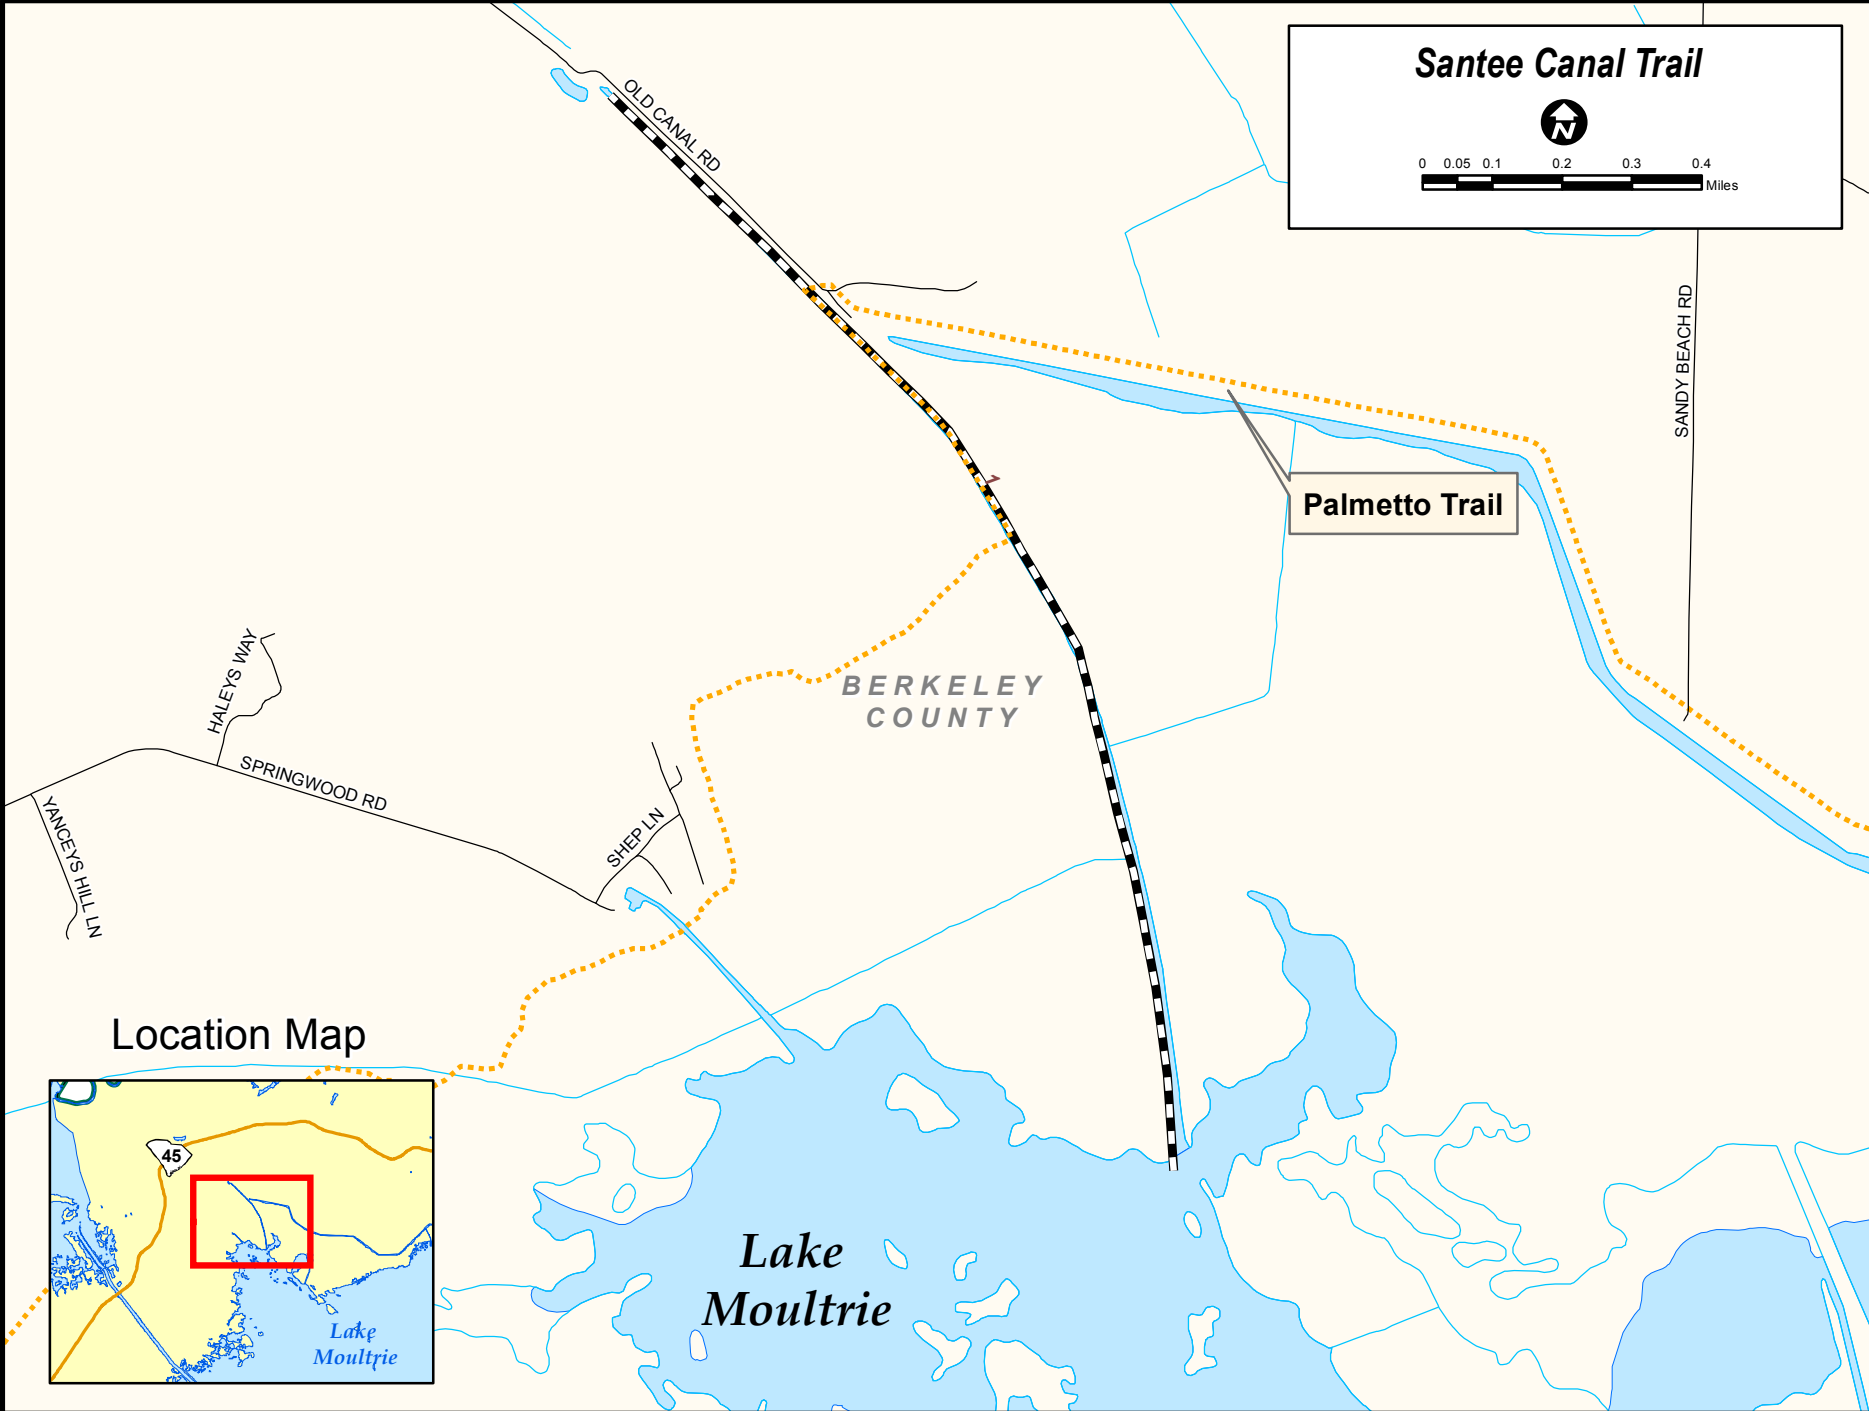 Santee Canal Trail
N
0 0.05 0.1 0.2 0.3 0.4
Miles
OLD CANAL RD
SANDY BEACH RD
1
Palmetto Trail
HALEYS WAY
BERKELEY
COUNTY
SPRINGWOOD RD
YANCEYS HILL LN
SHEP LN
Location Map
45
Lake
Moultrie
Lake
Moultrie